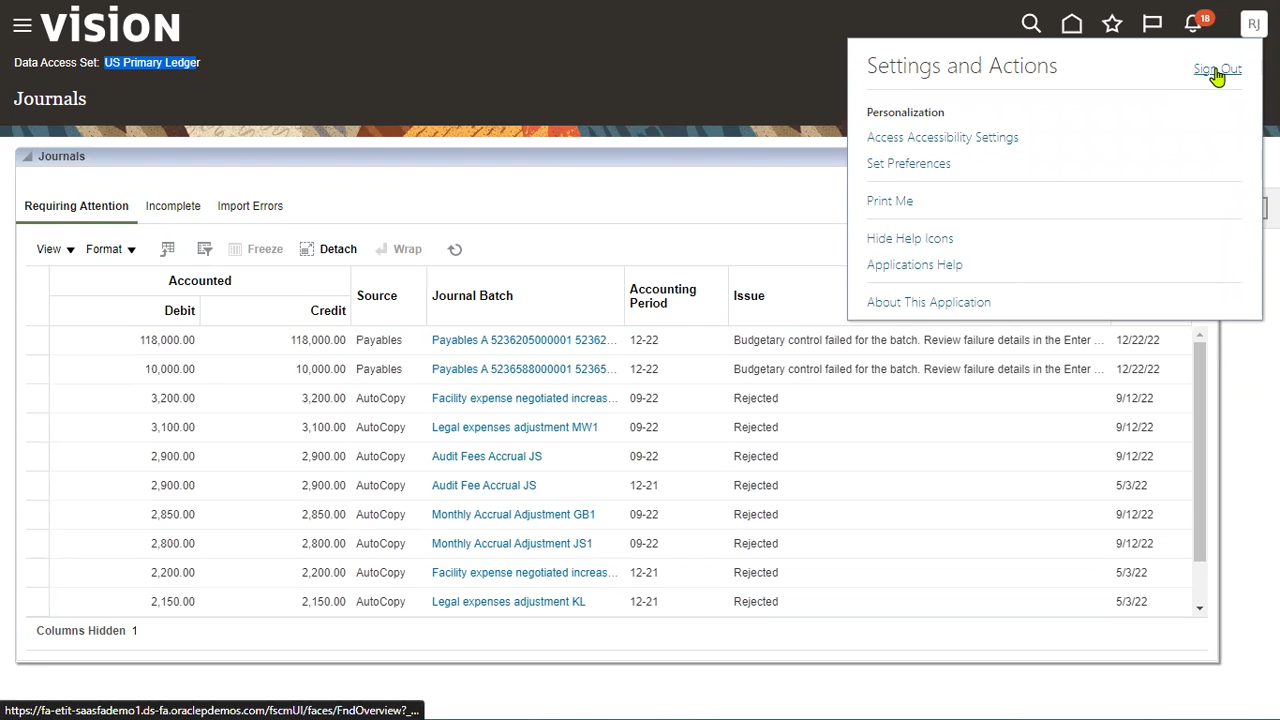 vision
18
RJ
Data Access Set: US Primary Ledger
Journals
Settings and Actions
Sign Out
Personalization
Access Accessibility Settings
Set Preferences
Print Me
Hide Help Icons
Applications Help
About This Application
Journals
Requiring Attention Incomplete Import Errors
View Format Freeze Detach Wrap
Accounted
Debit Credit Source Journal Batch Accounting Period Issue
118,000.00 118,000.00 Payables Payables A 5236205000001 52362... 12-22 Budgetary control failed for the batch. Review failure details in the Enter ... 12/22/22
10,000.00 10,000.00 Payables Payables A 5236588000001 52365... 12-22 Budgetary control failed for the batch. Review failure details in the Enter ... 12/22/22
3,200.00 3,200.00 AutoCopy Facility expense negotiated increas... 09-22 Rejected 9/12/22
3,100.00 3,100.00 AutoCopy Legal expenses adjustment MW1 09-22 Rejected 9/12/22
2,900.00 2,900.00 AutoCopy Audit Fees Accrual JS 09-22 Rejected 9/12/22
2,900.00 2,900.00 AutoCopy Audit Fee Accrual JS 12-21 Rejected 5/3/22
2,850.00 2,850.00 AutoCopy Monthly Accrual Adjustment GB1 09-22 Rejected 9/12/22
2,800.00 2,800.00 AutoCopy Monthly Accrual Adjustment JS1 09-22 Rejected 9/12/22
2,200.00 2,200.00 AutoCopy Facility expense negotiated increas... 12-21 Rejected 5/3/22
2,150.00 2,150.00 AutoCopy Legal expenses adjustment KL 12-21 Rejected 5/3/22
Columns Hidden 1
https://fa-etit-saasfademo1.ds-fa.oraclepdemos.com/fscmUI/faces/FndOverview?_...